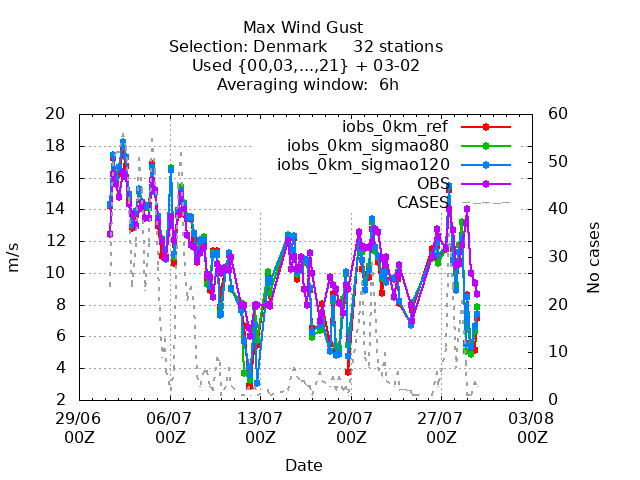 Max Wind Gust
Selection: Denmark     32 stations
Used {00,03,...,21} + 03-02
Averaging window:  6h
iobs_0km_ref
iobs_0km_sigmao80
iobs_0km_sigmao120
OBS
CASES
20
18
16
14
12
10
8
6
4
2
m/s
60
50
40
30
20
10
0
No cases
29/06 06/07 13/07 20/07 27/07 03/08
00Z 00Z 00Z 00Z 00Z 00Z
Date